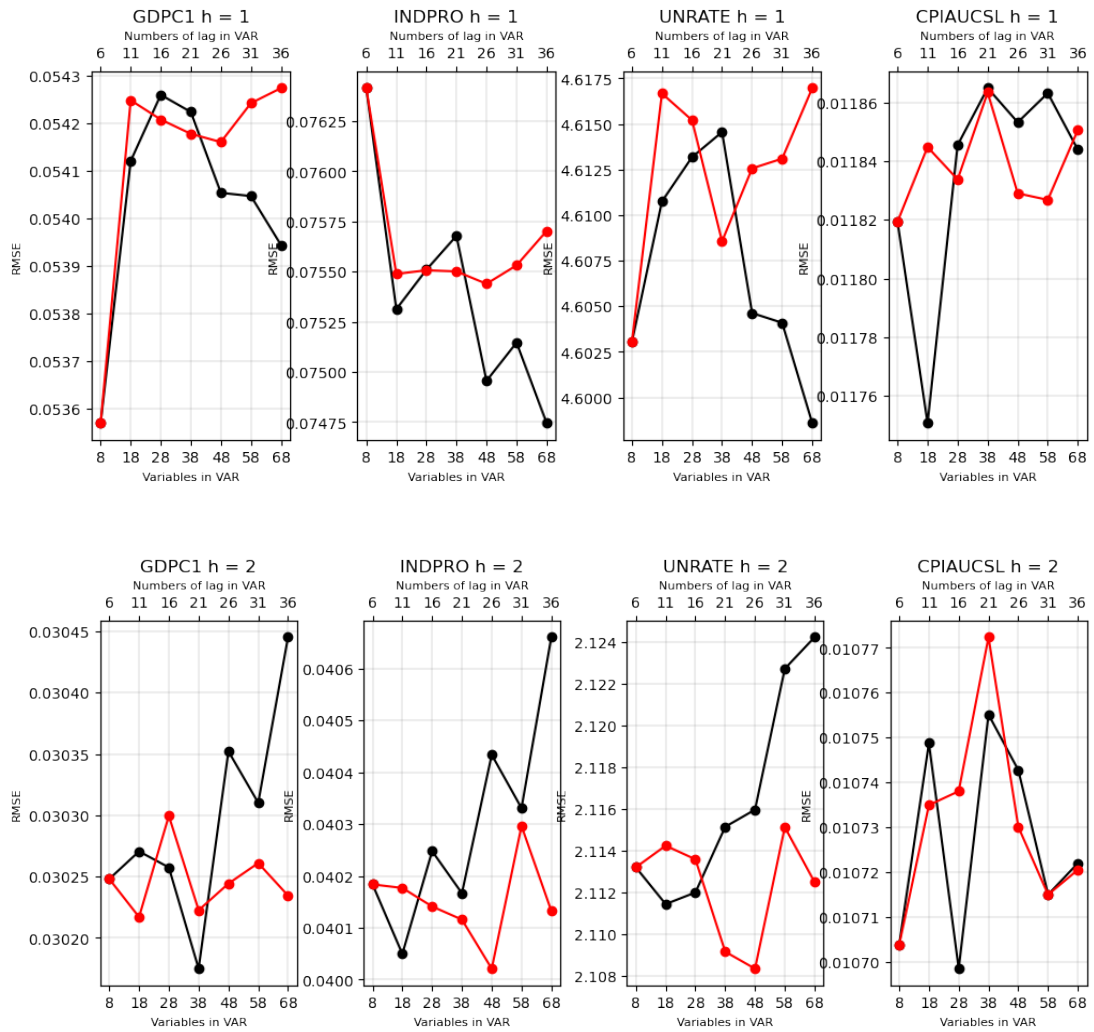 GDPC1 h = 1
Numbers of lag in VAR
6 11 16 21 26 31 36
0.0543
0.0542
0.0541
0.0540
0.0539
0.0538
0.0537
0.0536
RMSE
8 18 28 38 48 58 68
Variables in VAR
INDPRO h = 1
Numbers of lag in VAR
6 11 16 21 26 31 36
0.07625
0.07600
0.07575
0.07550
0.07525
0.07500
0.07475
RMSE
8 18 28 38 48 58 68
Variables in VAR
UNRATE h = 1
Numbers of lag in VAR
6 11 16 21 26 31 36
4.6175
4.6150
4.6125
4.6100
4.6075
4.6050
4.6025
4.6000
RMSE
8 18 28 38 48 58 68
Variables in VAR
CPIAUCSL h = 1
Numbers of lag in VAR
6 11 16 21 26 31 36
0.01186
0.01184
0.01182
0.01180
0.01178
0.01176
RMSE
8 18 28 38 48 58 68
Variables in VAR
GDPC1 h = 2
Numbers of lag in VAR
6 11 16 21 26 31 36
0.03045
0.03040
0.03035
0.03030
0.03025
0.03020
RMSE
8 18 28 38 48 58 68
Variables in VAR
INDPRO h = 2
Numbers of lag in VAR
6 11 16 21 26 31 36
0.0406
0.0405
0.0404
0.0403
0.0402
0.0401
0.0400
RMSE
8 18 28 38 48 58 68
Variables in VAR
UNRATE h = 2
Numbers of lag in VAR
6 11 16 21 26 31 36
2.124
2.122
2.120
2.118
2.116
2.114
2.112
2.110
2.108
RMSE
8 18 28 38 48 58 68
Variables in VAR
CPIAUCSL h = 2
Numbers of lag in VAR
6 11 16 21 26 31 36
0.01077
0.01076
0.01075
0.01074
0.01073
0.01072
0.01071
0.01070
RMSE
8 18 28 38 48 58 68
Variables in VAR